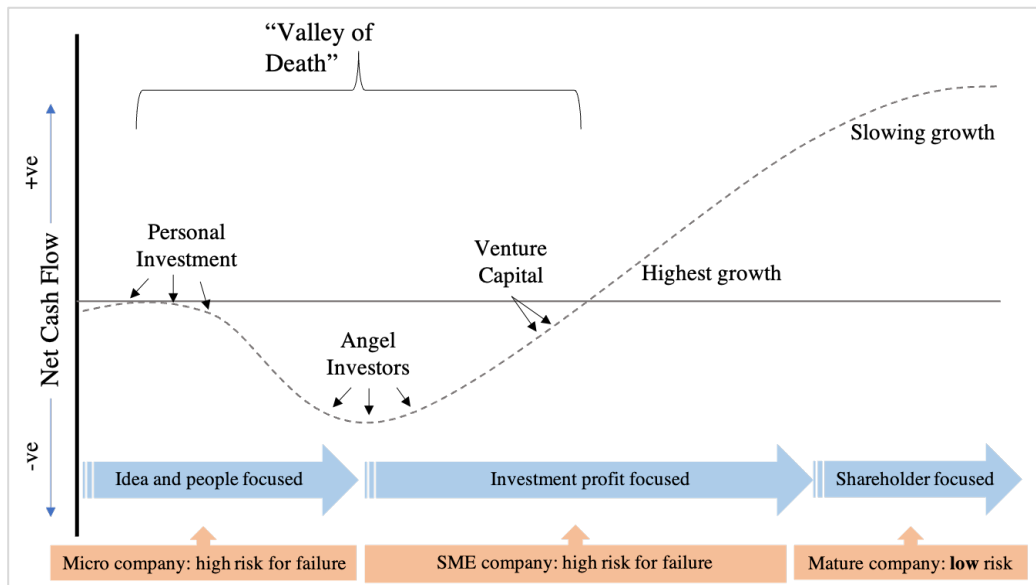 “Valley of
Death”
+ve
Net Cash Flow
-ve
Personal
Investment
Angel
Investors
Venture
Capital
Highest growth
Slowing growth
Idea and people focused
Investment profit focused
Shareholder focused
Micro company: high risk for failure
SME company: high risk for failure
Mature company: low risk